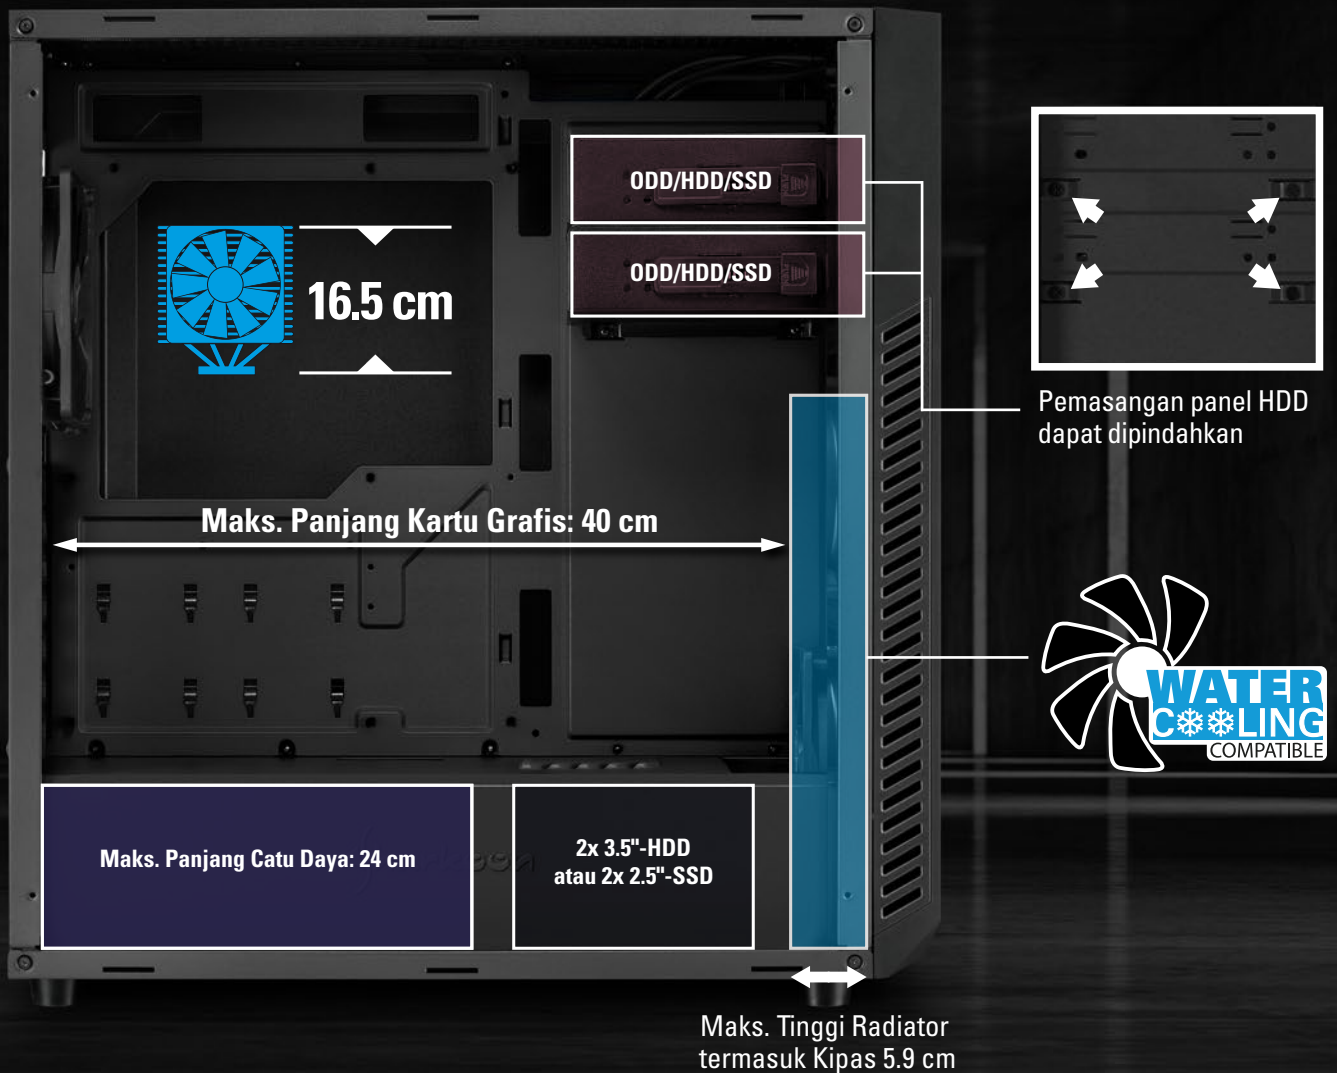 ODD/HDD/SSD
ODD/HDD/SSD
16.5 cm
Pemasangan panel HDD
dapat dipindahkan
Maks. Panjang Kartu Grafis: 40 cm
WATER
COOLING
COMPATIBLE
Maks. Panjang Catu Daya: 24 cm
2x 3.5"-HDD
atau 2x 2.5"-SSD
Maks. Tinggi Radiator
termasuk Kipas 5.9 cm